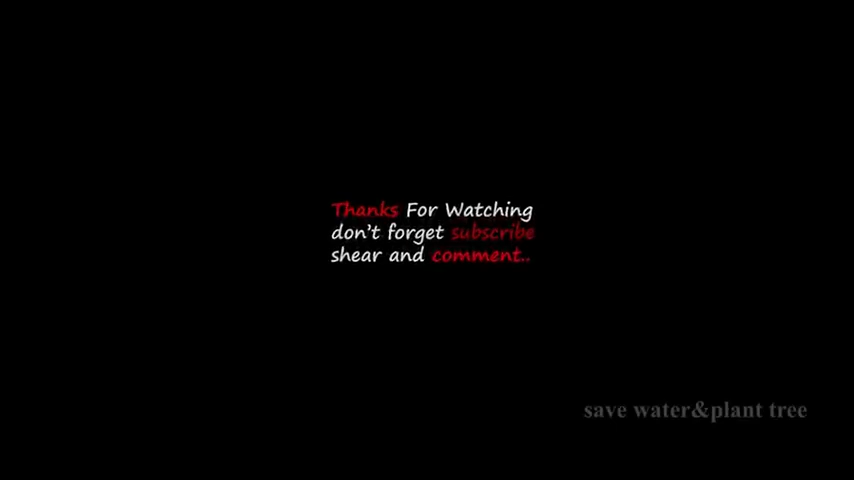 Thanks For Watching
don't forget subscribe
shear and comment..
save water&plant tree